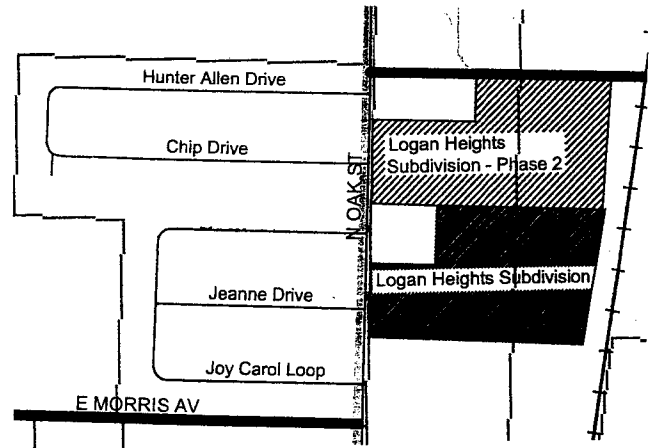 Hunter Allen Drive
Chip Drive
N OAK ST
Logan Heights
Subdivision - Phase 2
Logan Heights Subdivision
Jeanne Drive
Joy Carol Loop
E MORRIS AV